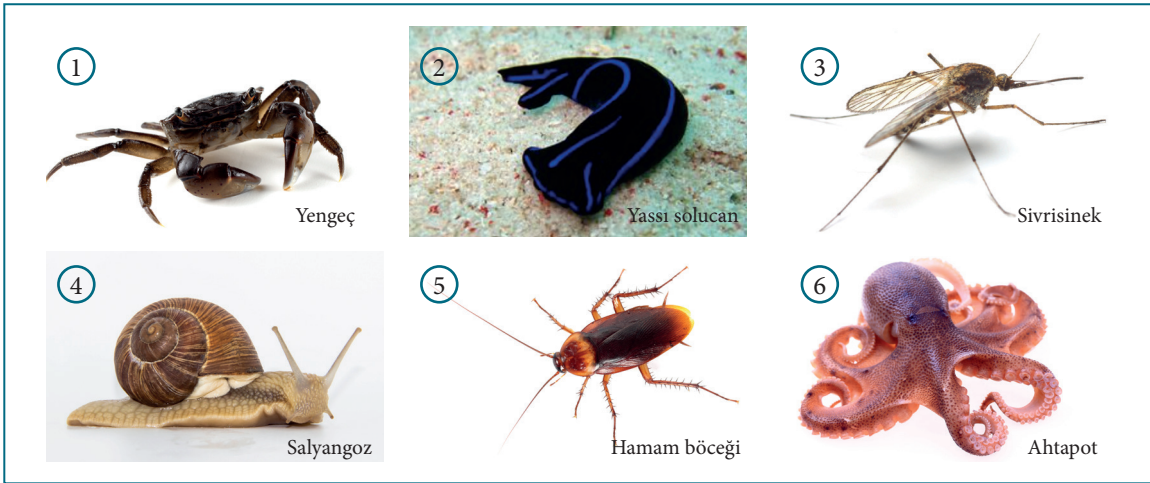 1
Yengeç
2
Yassı solucan
3
Sivrisinek
4
Salyangoz
5
Hamam böceği
6
Ahtapot